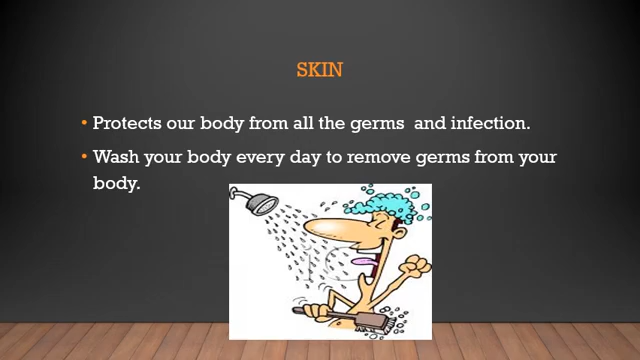 SKIN
• Protects our body from all the germs  and infection.
• Wash your body every day to remove germs from your
body.